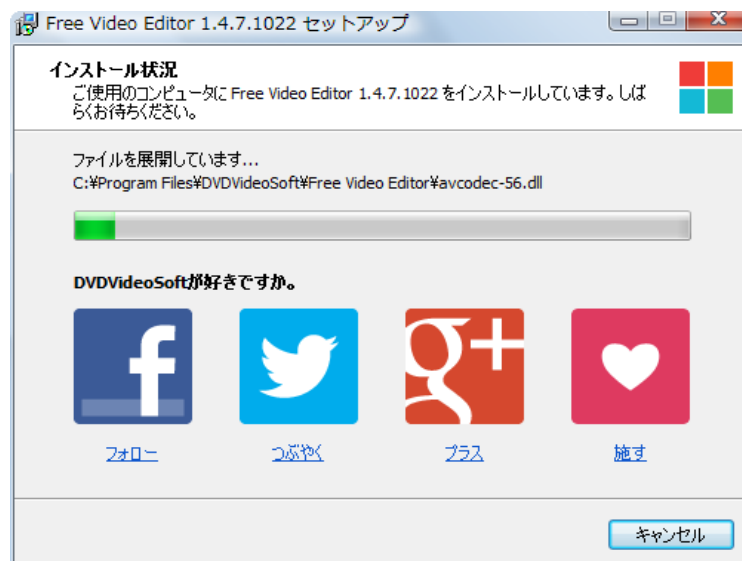 Free Video Editor 1.4.7.1022 セットアップ
インストール状況
ご使用のコンピュータに Free Video Editor 1.4.7.1022 をインストールしています。しば
らくお待ちください。
ファイルを展開しています...
C:¥Program Files¥DVDVideoSoft¥Free Video Editor¥avcodec-56.dll
DVDVideoSoftが好きですか。
f
g+
フォロー
つぶやく
プラス
施す
キャンセル